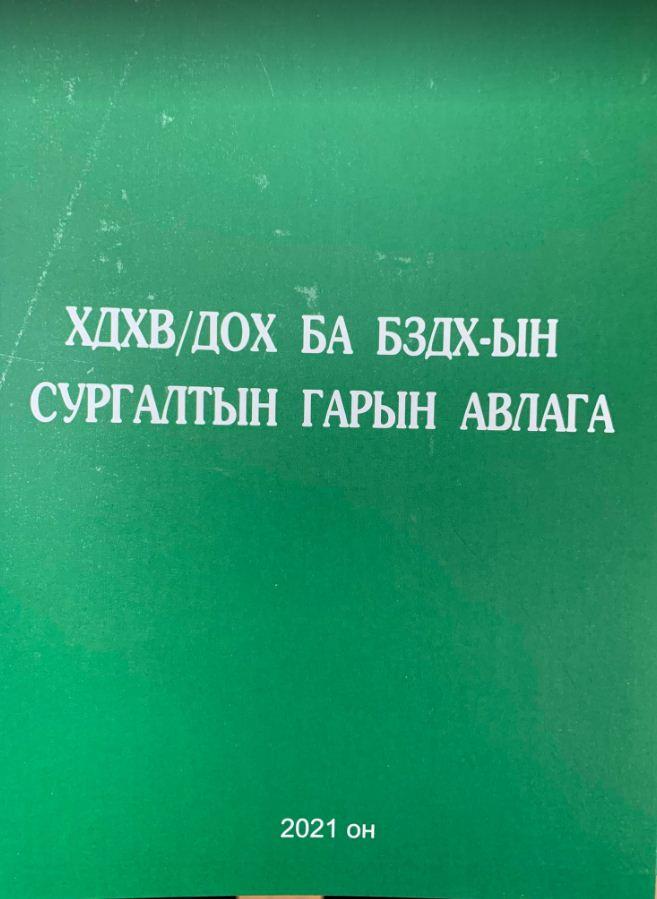 ХДХВ/ДОХ БА БЗДХ-ЫН
СУРГАЛТЫН ГАРЫН АВЛАГА
2021 он